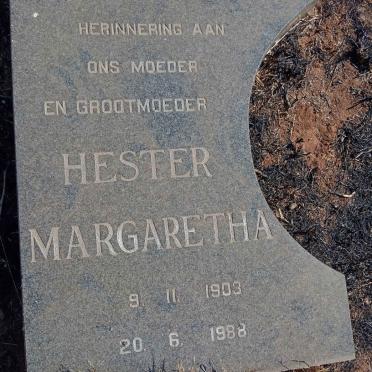 HERINNERING AAN
ONS MOEDER
EN GROOTMOEDER
HESTER
MARGARETHA
9. 11. 1903
20. 6. 1988